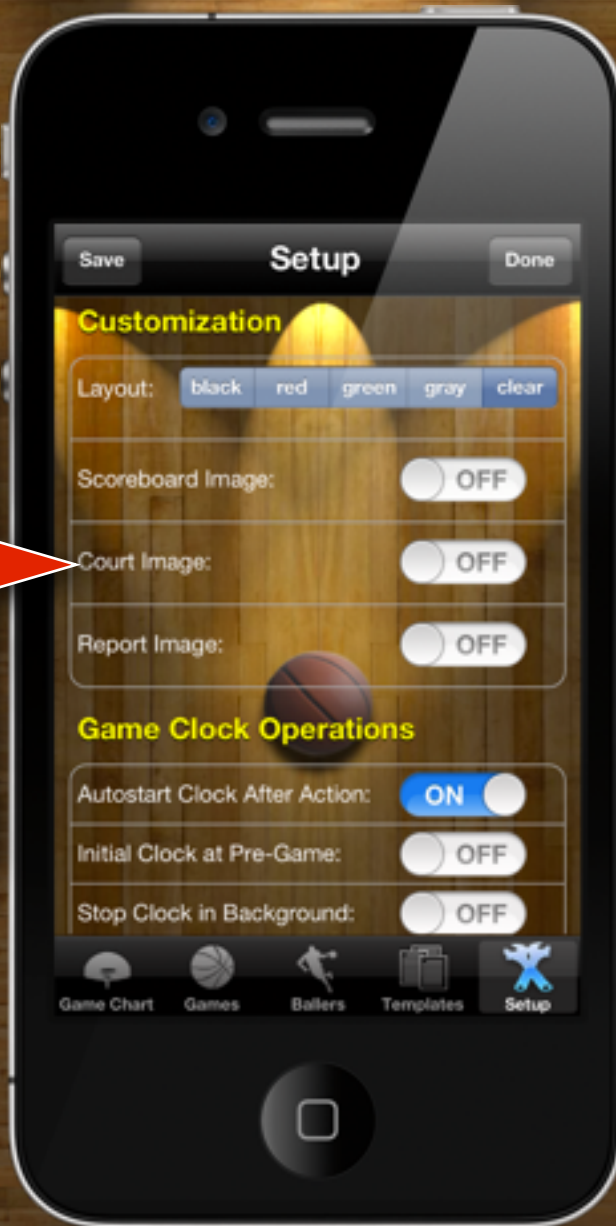 Save Setup Done
Customization
Layout: black red green gray clear
Scoreboard Image: OFF
Court Image: OFF
Report Image: OFF
Game Clock Operations
Autostart Clock After Action: ON
Initial Clock at Pre-Game: OFF
Stop Clock in Background: OFF
Game Chart Games Ballers Templates Setup